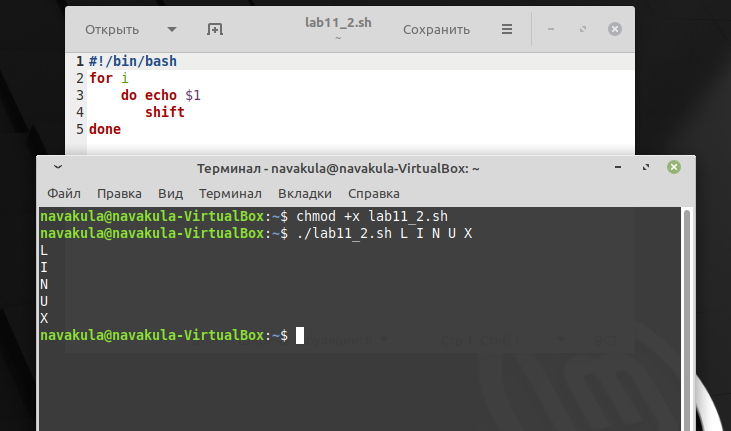 Открыть
lab11_2.sh
~
Сохранить
1 #!/bin/bash
2 for i
3     do echo $1
4        shift
5 done
Терминал - navakula@navakula-VirtualBox: ~
Файл Правка Вид Терминал Вкладки Справка
navakula@navakula-VirtualBox:~$ chmod +x lab11_2.sh
navakula@navakula-VirtualBox:~$ ./lab11_2.sh L I N U X
L
I
N
U
X
navakula@navakula-VirtualBox:~$